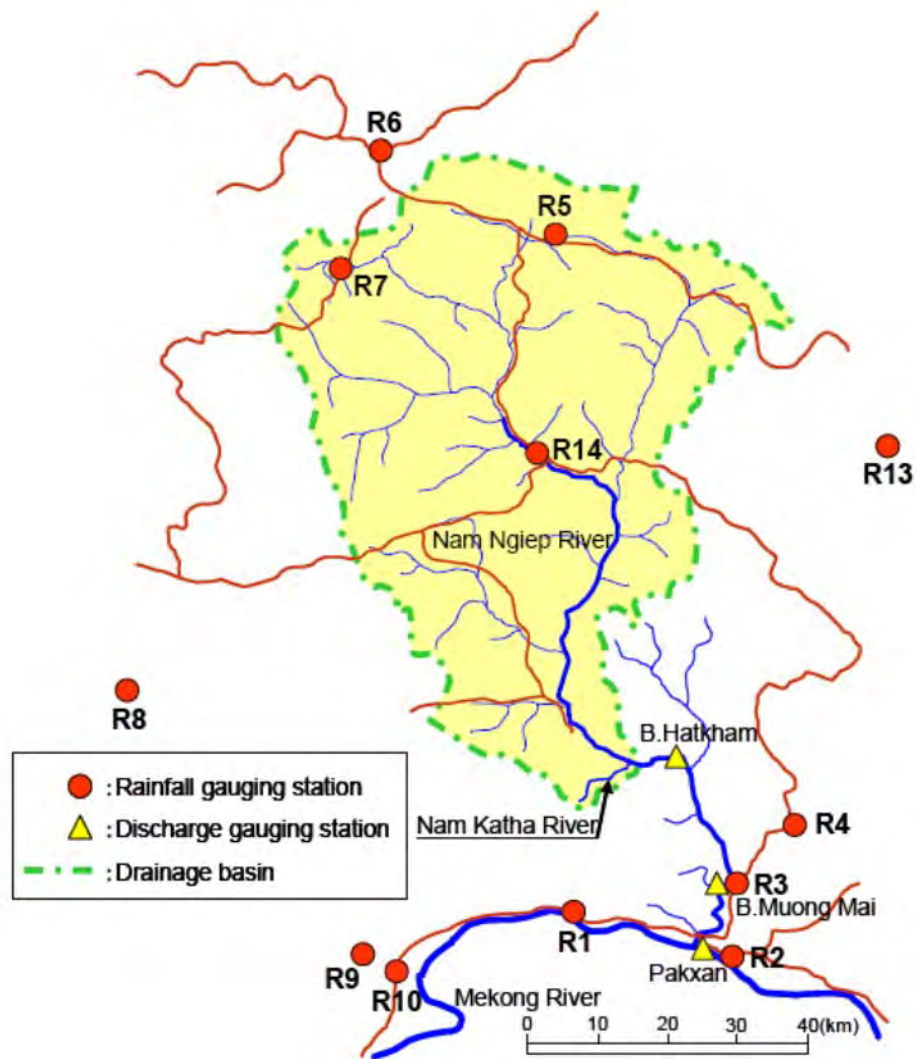 R6
R5
R7
R14
R13
Nam Ngiep River
R8
B.Hatkham
: Rainfall gauging station
: Discharge gauging station
: Drainage basin
Nam Katha River
R4
R3
B.Muong Mai
R1
R2
R9
R10
Pakxan
Mekong River
0 10 20 30 40(km)